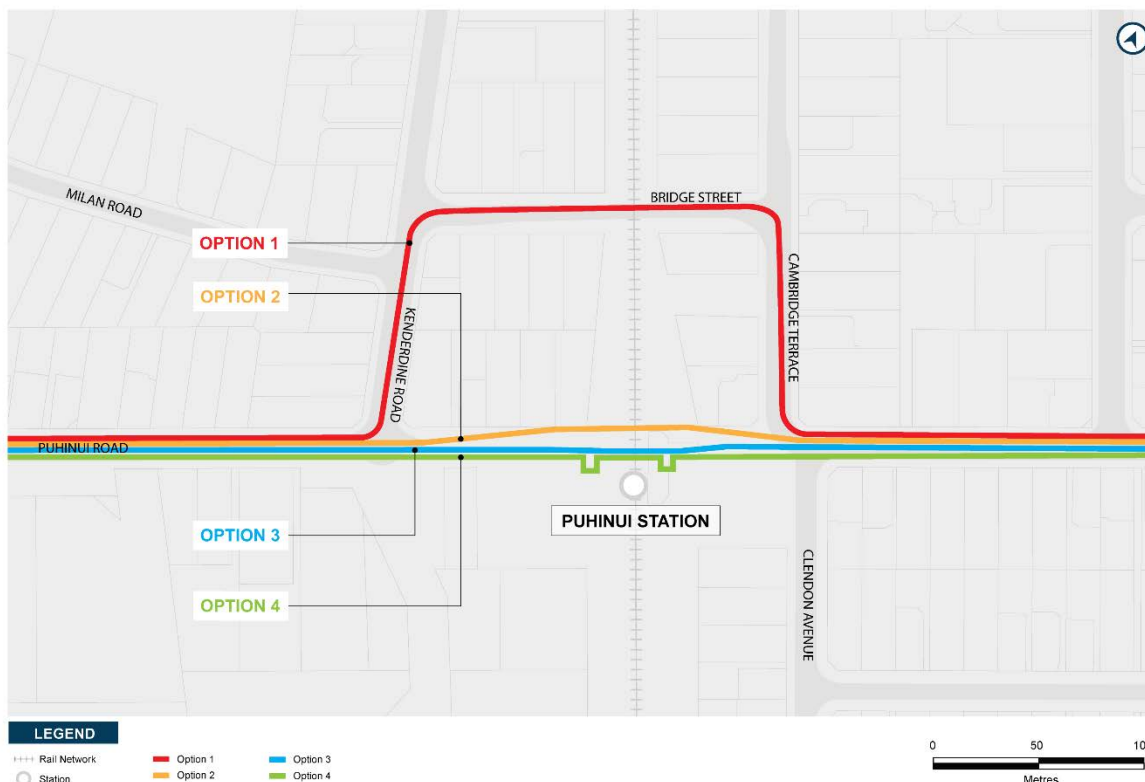 MILAN ROAD
BRIDGE STREET
OPTION 1
OPTION 2
KENDERDINE ROAD
CAMBRIDGE TERRACE
PUHINUI ROAD
OPTION 3
PUHINUI STATION
OPTION 4
CLENDON AVENUE
LEGEND
Rail Network
Option 1
Option 3
Station
Option 2
Option 4
0 50 10
Metres